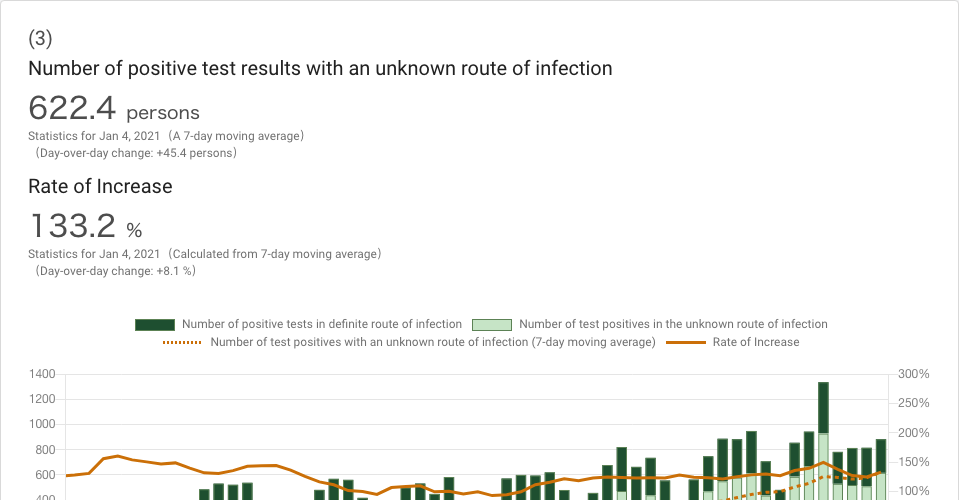 (3)
Number of positive test results with an unknown route of infection
622.4 persons
Statistics for Jan 4, 2021（A 7-day moving average）
（Day-over-day change: +45.4 persons）
Rate of Increase
133.2 %
Statistics for Jan 4, 2021（Calculated from 7-day moving average）
（Day-over-day change: +8.1 %）
Number of positive tests in definite route of infection Number of test positives in the unknown route of infection
Number of test positives with an unknown route of infection (7-day moving average) Rate of Increase
1400 300%
1200 250%
1000 200%
800 150%
600 100%
400